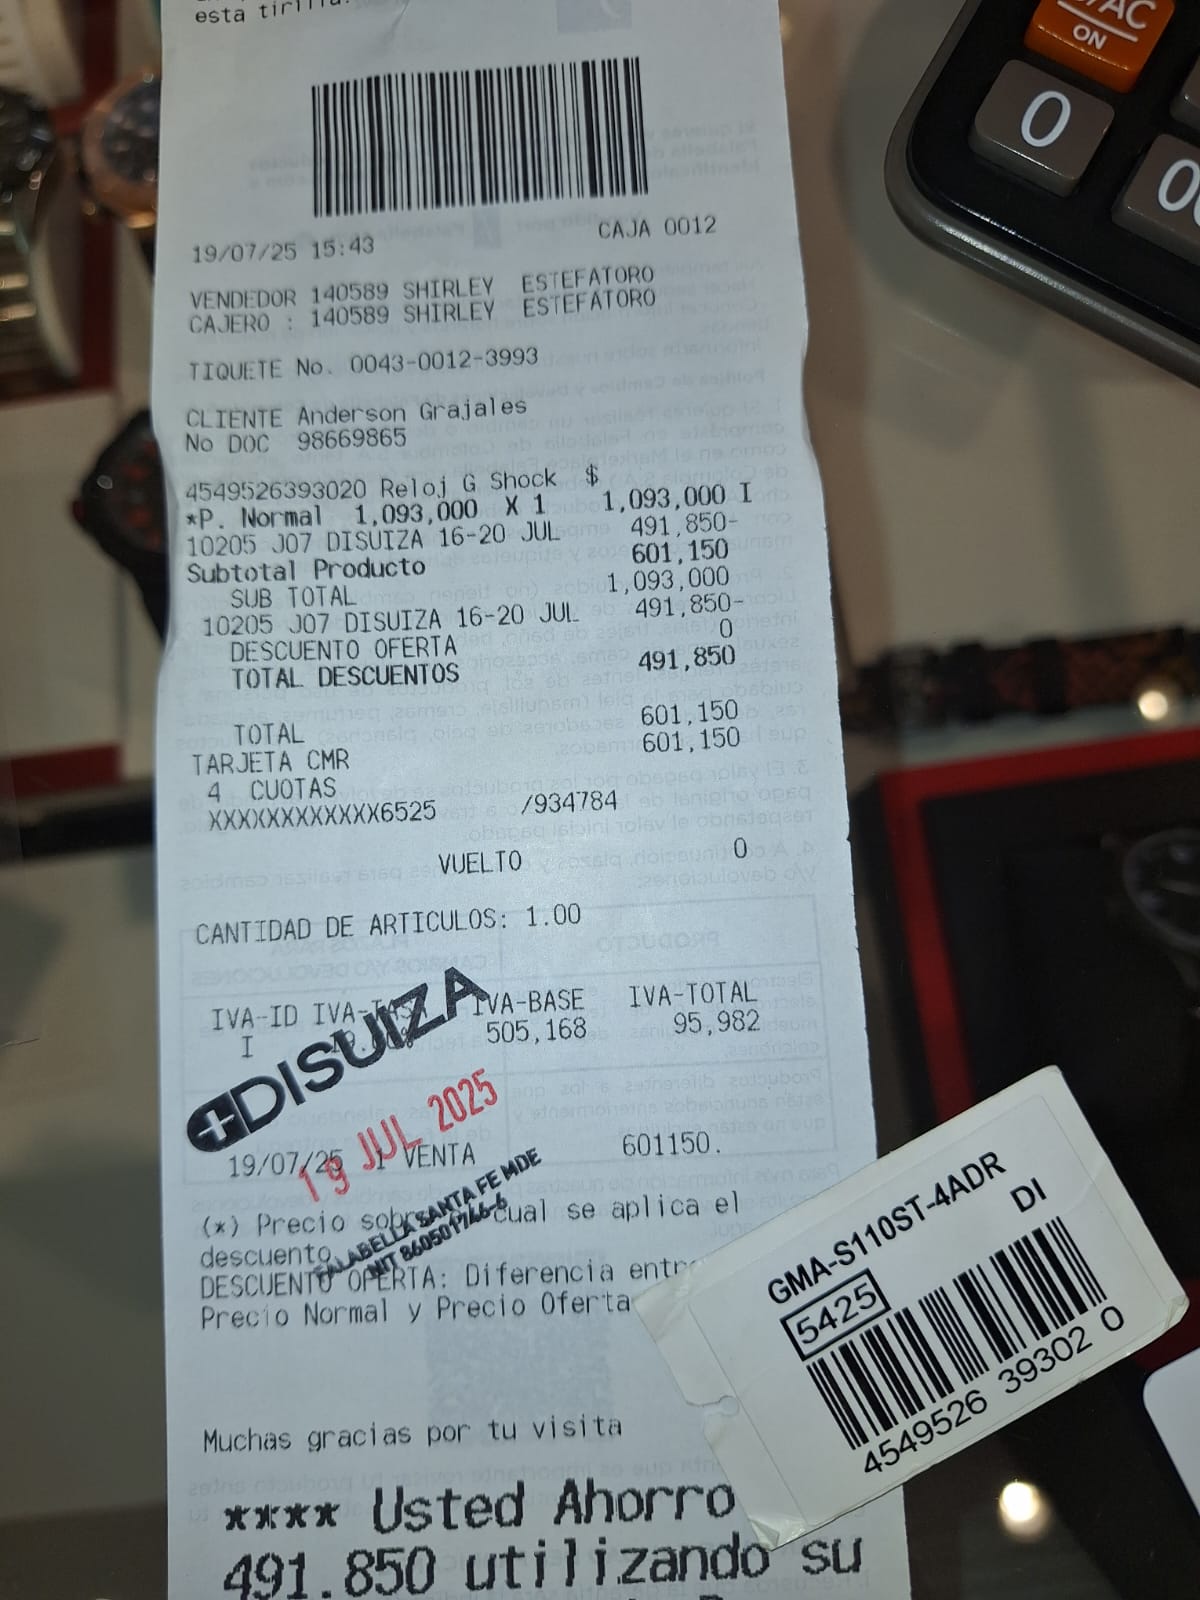 esta
19/07/25 15:43 CAJA 0012
VENDEDOR 140589 SHIRLEY ESTEFATORO
CAJERO : 140589 SHIRLEY ESTEFATORO
TIQUETE No. 0043-0012-3993
CLIENTE Anderson Grajales
No DOC 98669865
4549526393020 Reloj G Shock $
*P. Normal 1,093,000 X 1 1,093,000 I
10205 J07 DISUIZA 16-20 JUL 491,850-
Subtotal Producto 601,150
SUB TOTAL 1,093,000
10205 J07 DISUIZA 16-20 JUL 491,850-
DESCUENTO OFERTA 0
TOTAL DESCUENTOS 491,850
TOTAL 601,150
TARJETA CMR 601,150
4 CUOTAS
XXXXXXXXXXXX6525 /934784
VUELTO 0
CANTIDAD DE ARTICULOS: 1.00
IVA-ID IVA-TASA IVA-BASE IVA-TOTAL
I 505,168 95,982
DISUIZA
19 JUL 2025
19/07/25 1 VENTA 601150.
FALABELLA SANTA FE MDE
NIT 860501766-6
(*) Precio sobre cual se aplica el
descuento.
DESCUENTO OFERTA: Diferencia entre
Precio Normal y Precio Oferta
Muchas gracias por tu visita
**** Usted Ahorro
491.850 utilizando su
GMA-S110ST-4ADR
5425 DI
4549526 39302 0
AC
ON
0